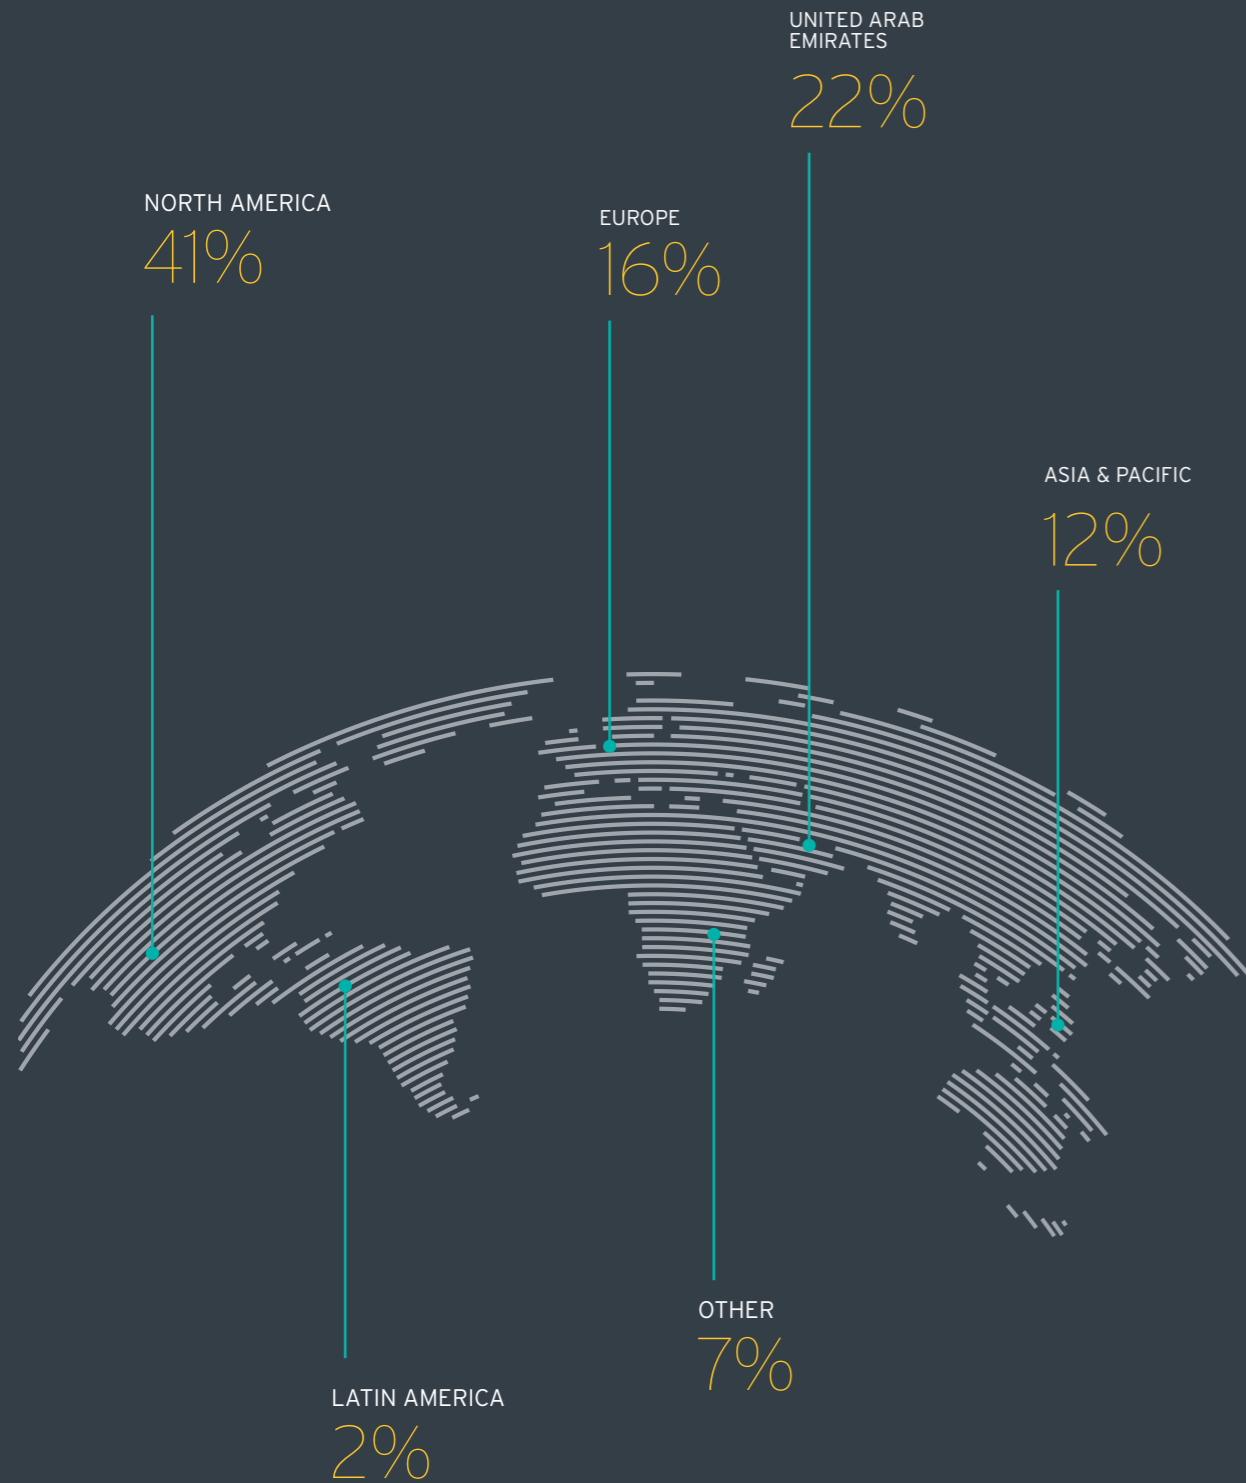 UNITED ARAB
EMIRATES
22%
NORTH AMERICA
41%
EUROPE
16%
ASIA & PACIFIC
12%
OTHER
7%
LATIN AMERICA
2%